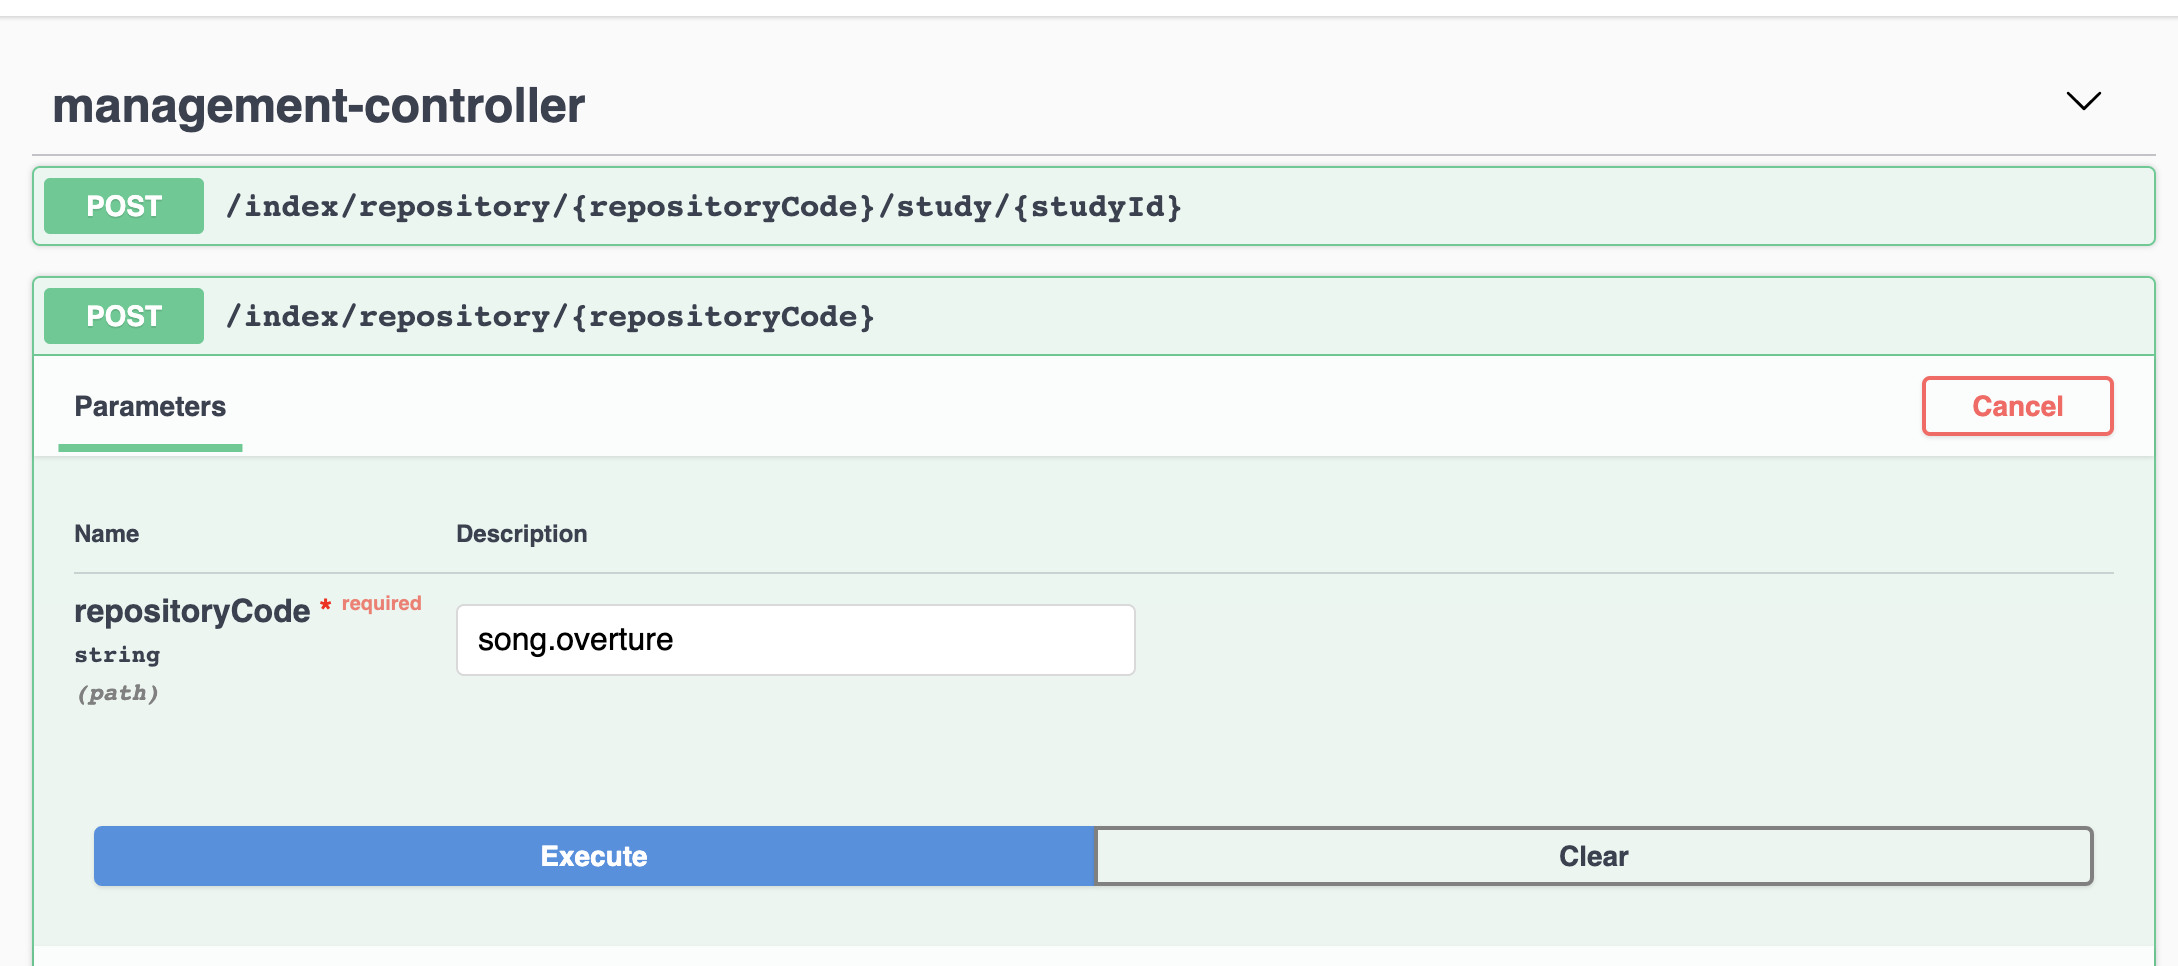 management-controller
POST /index/repository/{repositoryCode}/study/{studyId}
POST /index/repository/{repositoryCode}
Parameters Cancel
Name Description
repositoryCode * required
song.overture
string
(path)
Execute Clear